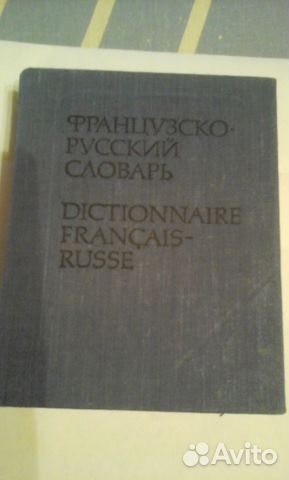 ФРАНЦУЗСКО-
РУССКИЙ
СЛОВАРЬ
DICTIONNAIRE
FRANÇAIS-
RUSSE
Avito